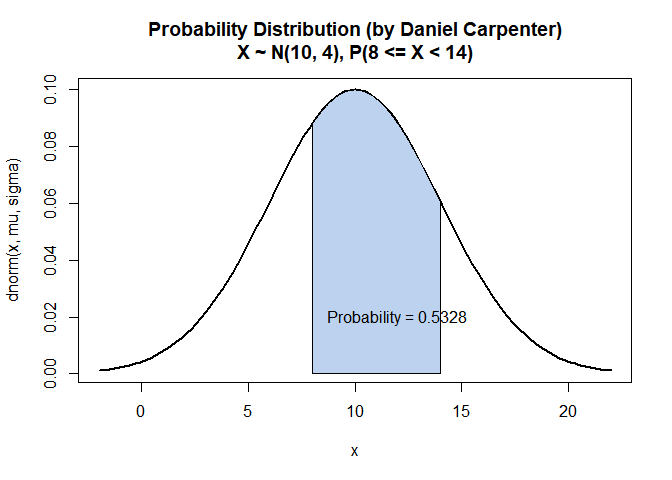 Probability Distribution (by Daniel Carpenter)
X ~ N(10, 4), P(8 <= X < 14)
dnorm(x, mu, sigma)
0.10
0.08
0.06
0.04
0.02
0.00
Probability = 0.5328
0 5 10 15 20
x